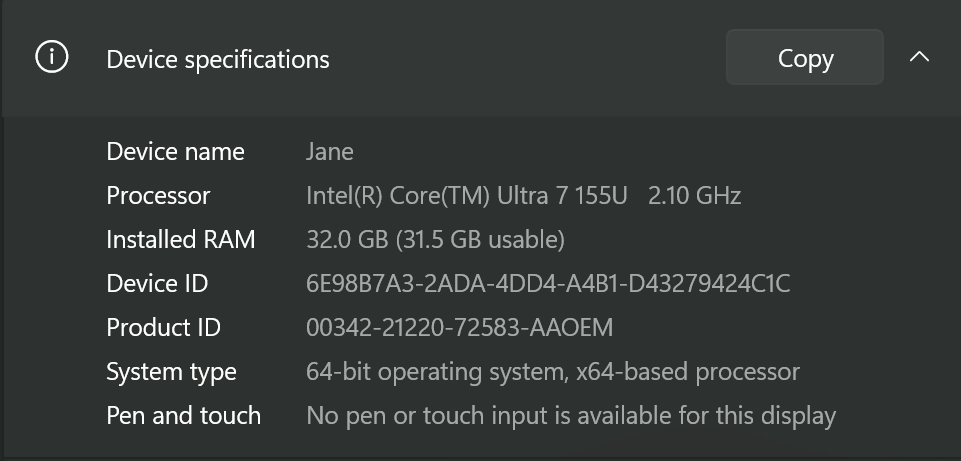 Device specifications
Copy
Device name Jane
Processor Intel(R) Core(TM) Ultra 7 155U 2.10 GHz
Installed RAM 32.0 GB (31.5 GB usable)
Device ID 6E98B7A3-2ADA-4DD4-A4B1-D43279424C1C
Product ID 00342-21220-72583-AAOEM
System type 64-bit operating system, x64-based processor
Pen and touch No pen or touch input is available for this display